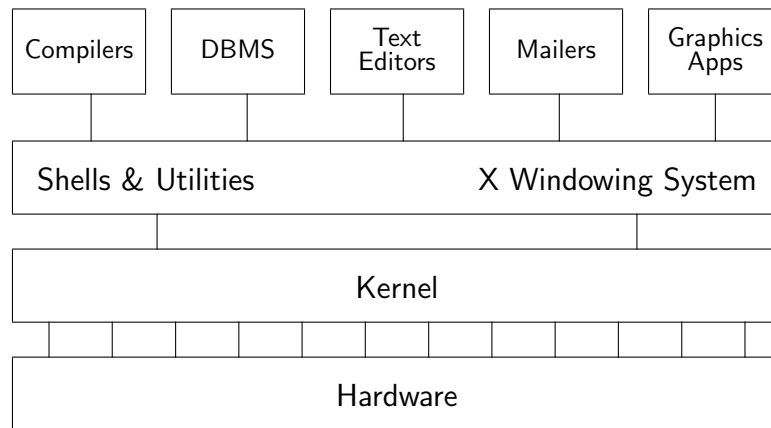 Compilers
DBMS
Text
Editors
Mailers
Graphics
Apps
Shells & Utilities
X Windowing System
Kernel
Hardware